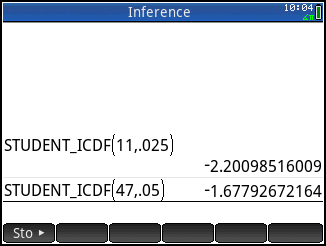 Inference
10:04
∡π
STUDENT_ICDF(11,.025)
-2.20098516009
STUDENT_ICDF(47,.05)
-1.67792672164
Sto ▶